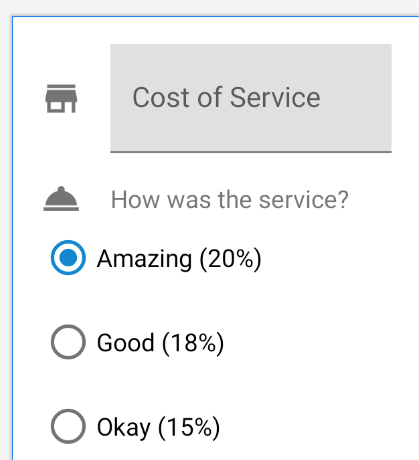 Cost of Service
How was the service?
Amazing (20%)
Good (18%)
Okay (15%)